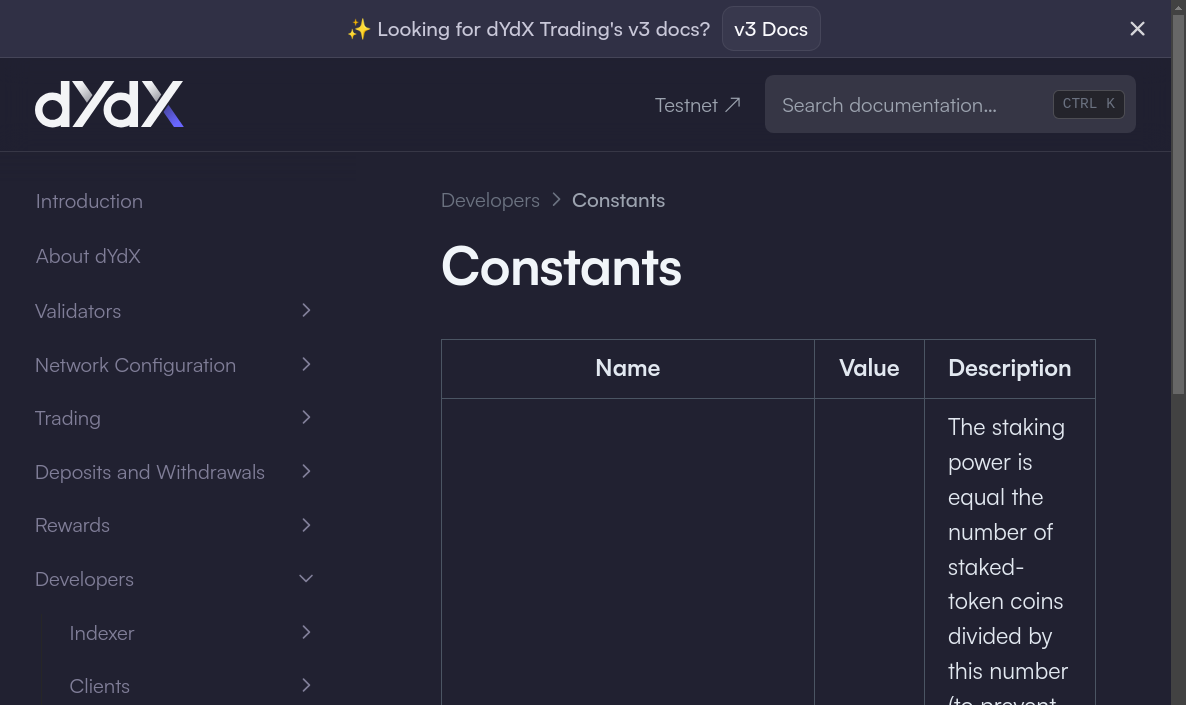 ✨ Looking for dYdX Trading's v3 docs? v3 Docs
dYdX
Testnet
Search documentation...
CTRL K
Introduction
About dYdX
Validators
Network Configuration
Trading
Deposits and Withdrawals
Rewards
Developers
Indexer
Clients
Developers > Constants
Constants
Name Value Description
The staking
power is
equal the
number of
staked-
token coins
divided by
this number
(to prevent